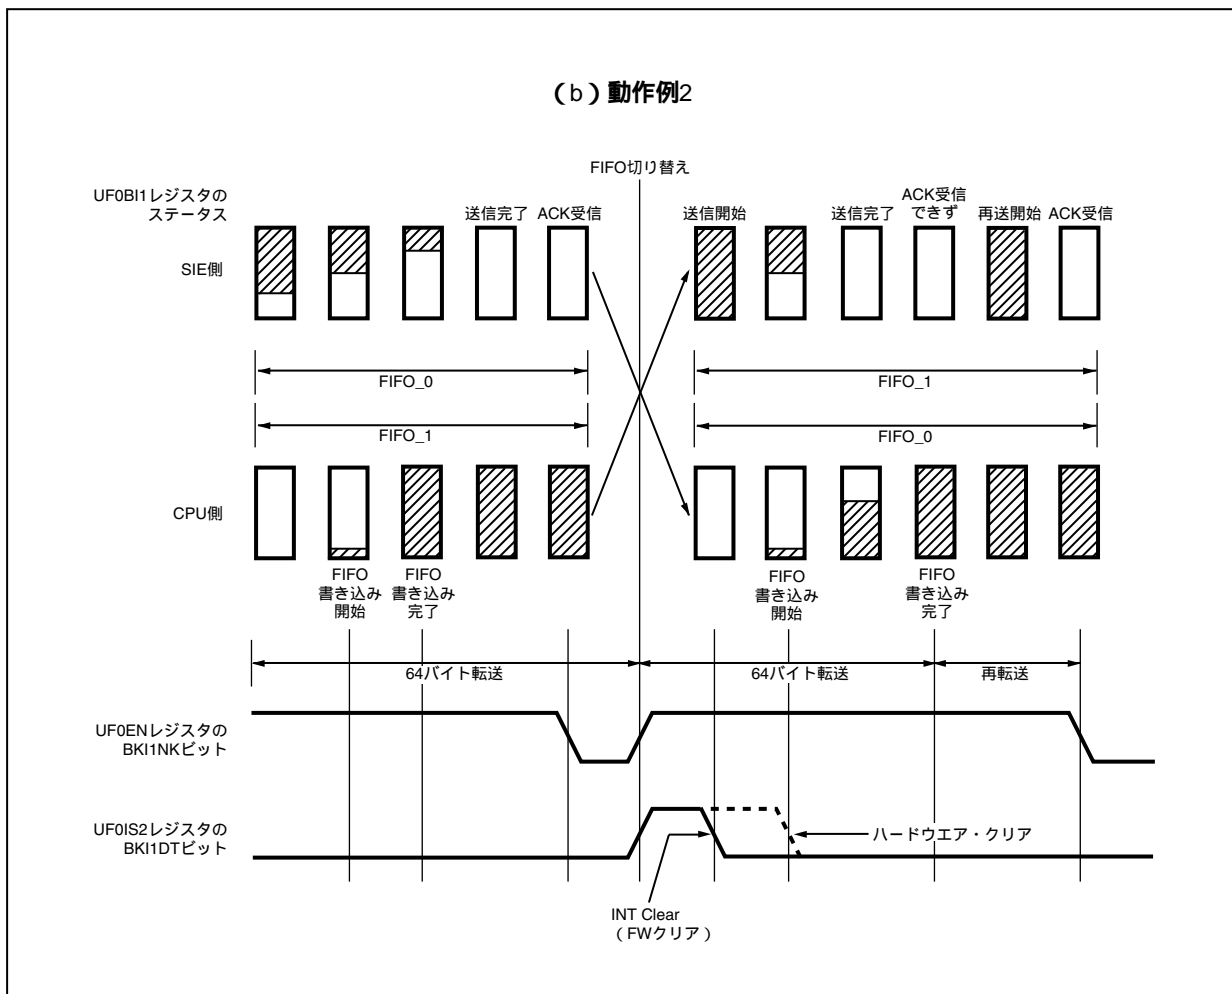 （b）動作例2
FIFO切り替え
UF0BI1レジスタの
ステータス
送信完了
ACK受信
送信開始
送信完了
ACK受信
できず
再送開始
ACK受信
SIE側
FIFO_0
FIFO_1
FIFO_1
FIFO_0
CPU側
FIFO
書き込み
開始
FIFO
書き込み
完了
FIFO
書き込み
開始
FIFO
書き込み
完了
64バイト転送
64バイト転送
再転送
UF0ENレジスタの
BKI1NKビット
UF0IS2レジスタの
BKI1DTビット
ハードウエア・クリア
INT Clear
（FWクリア）